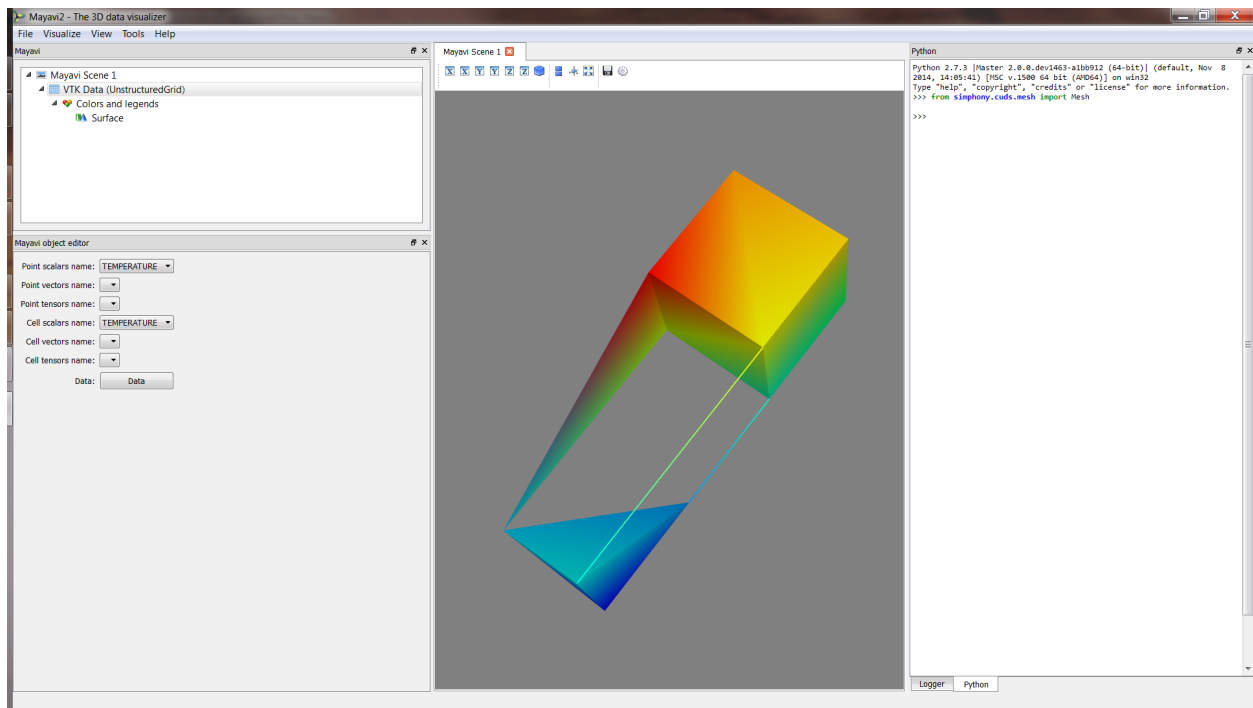 Mayavi2 - The 3D data visualizer
File Visualize View Tools Help
Mayavi
Mayavi Scene 1
VTK Data (UnstructuredGrid)
Colors and legends
Surface
Mayavi object editor
Point scalars name: TEMPERATURE
Point vectors name:
Point tensors name:
Cell scalars name: TEMPERATURE
Cell vectors name:
Cell tensors name:
Data: Data
Mayavi Scene 1
X X Y Y Z Z
Python
Python 2.7.3 |Master 2.0.0.dev1463-a1bb912 (64-bit)| (default, Nov  8
2014, 14:05:41) [MSC v.1500 64 bit (AMD64)] on win32
Type "help", "copyright", "credits" or "license" for more information.
>>> from simphony.cuds.mesh import Mesh
>>>
Logger Python